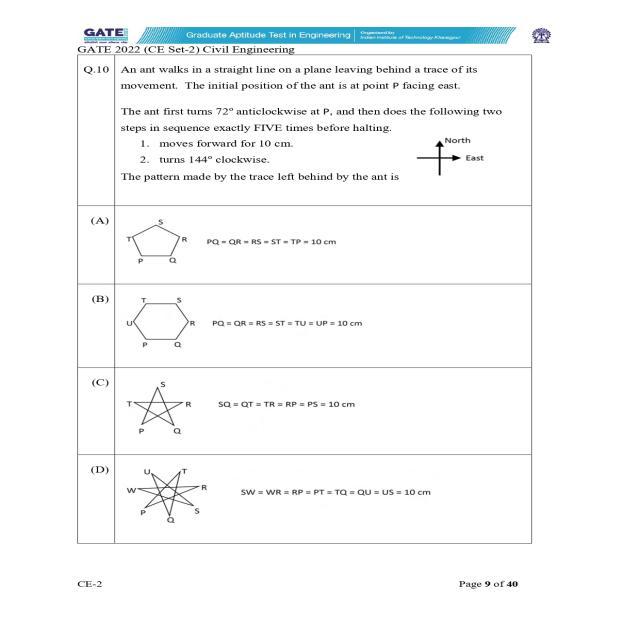 GATE
Graduate Aptitude Test in Engineering
Organised by
Indian Institute of Technology Kharagpur
GATE 2022 (CE Set-2) Civil Engineering
Q.10 An ant walks in a straight line on a plane leaving behind a trace of its
movement. The initial position of the ant is at point P facing east.
The ant first turns 72° anticlockwise at P, and then does the following two
steps in sequence exactly FIVE times before halting.
1. moves forward for 10 cm.
2. turns 144° clockwise.
North
East
The pattern made by the trace left behind by the ant is
(A)
S
T R
P Q
PQ = QR = RS = ST = TP = 10 cm
(B)
T S
U R
P Q
PQ = QR = RS = ST = TU = UP = 10 cm
(C)
S
T R
P Q
SQ = QT = TR = RP = PS = 10 cm
(D)
U T
W R
P S
Q
SW = WR = RP = PT = TQ = QU = US = 10 cm
CE-2 Page 9 of 40